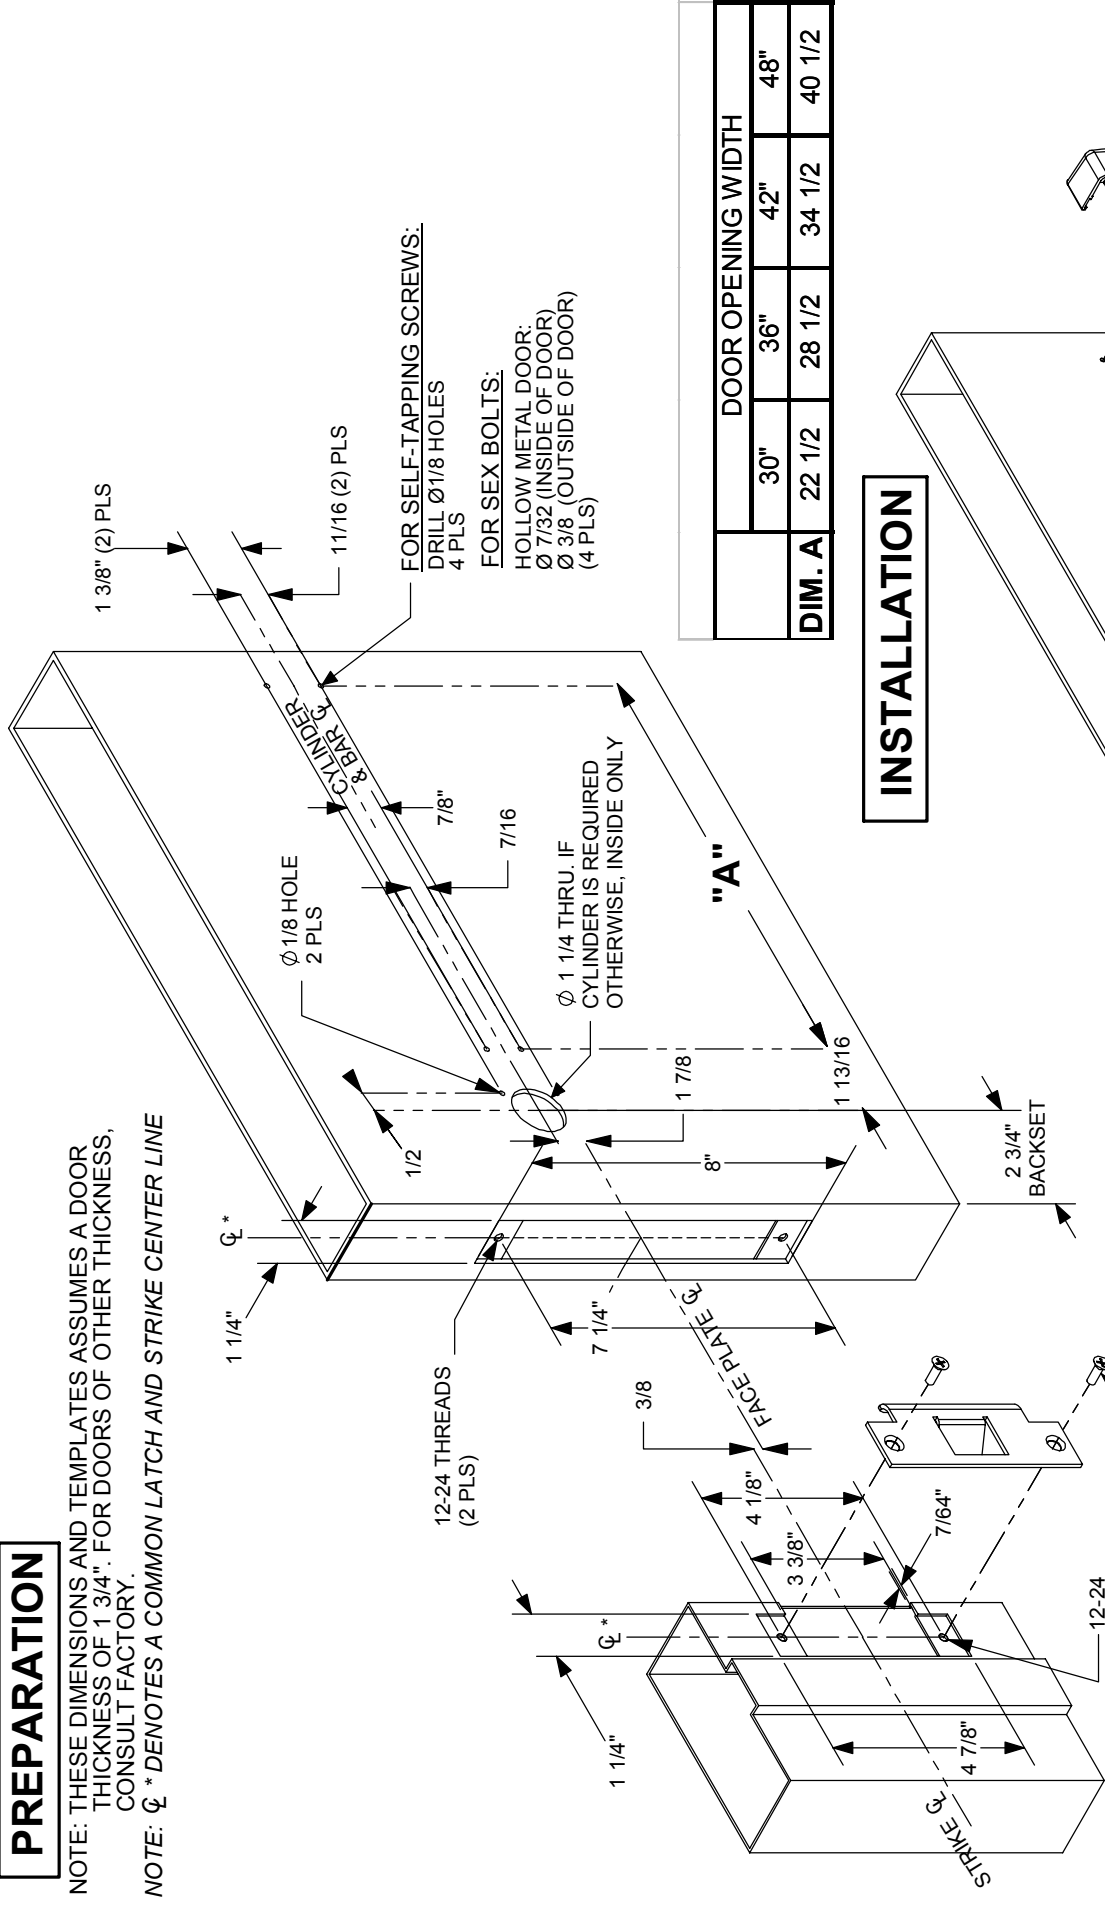 PREPARATION
NOTE: THESE DIMENSIONS AND TEMPLATES ASSUMES A DOOR
THICKNESS OF 1 3/4". FOR DOORS OF OTHER THICKNESS,
CONSULT FACTORY.
NOTE: ℄ * DENOTES A COMMON LATCH AND STRIKE CENTER LINE
1 1/4"
℄ *
1/2
Ø1/8 HOLE
2 PLS
1 3/8" (2) PLS
11/16 (2) PLS
CYLINDER
& BAR ℄
7/8"
7/16
FOR SELF-TAPPING SCREWS:
DRILL Ø1/8 HOLES
4 PLS
FOR SEX BOLTS:
HOLLOW METAL DOOR:
Ø 7/32 (INSIDE OF DOOR)
Ø 3/8 (OUTSIDE OF DOOR)
(4 PLS)
12-24 THREADS
(2 PLS)
7 1/4"
8"
1 7/8
Ø 1 1/4 THRU. IF
CYLINDER IS REQUIRED
OTHERWISE, INSIDE ONLY
"A"
1 13/16
2 3/4"
BACKSET
3/8
FACE PLATE ℄
1 1/4"
℄ *
4 1/8"
3 3/8"
7/64"
4 7/8"
STRIKE ℄
12-24
DOOR OPENING WIDTH
30" 36" 42" 48"
DIM. A 22 1/2 28 1/2 34 1/2 40 1/2
INSTALLATION